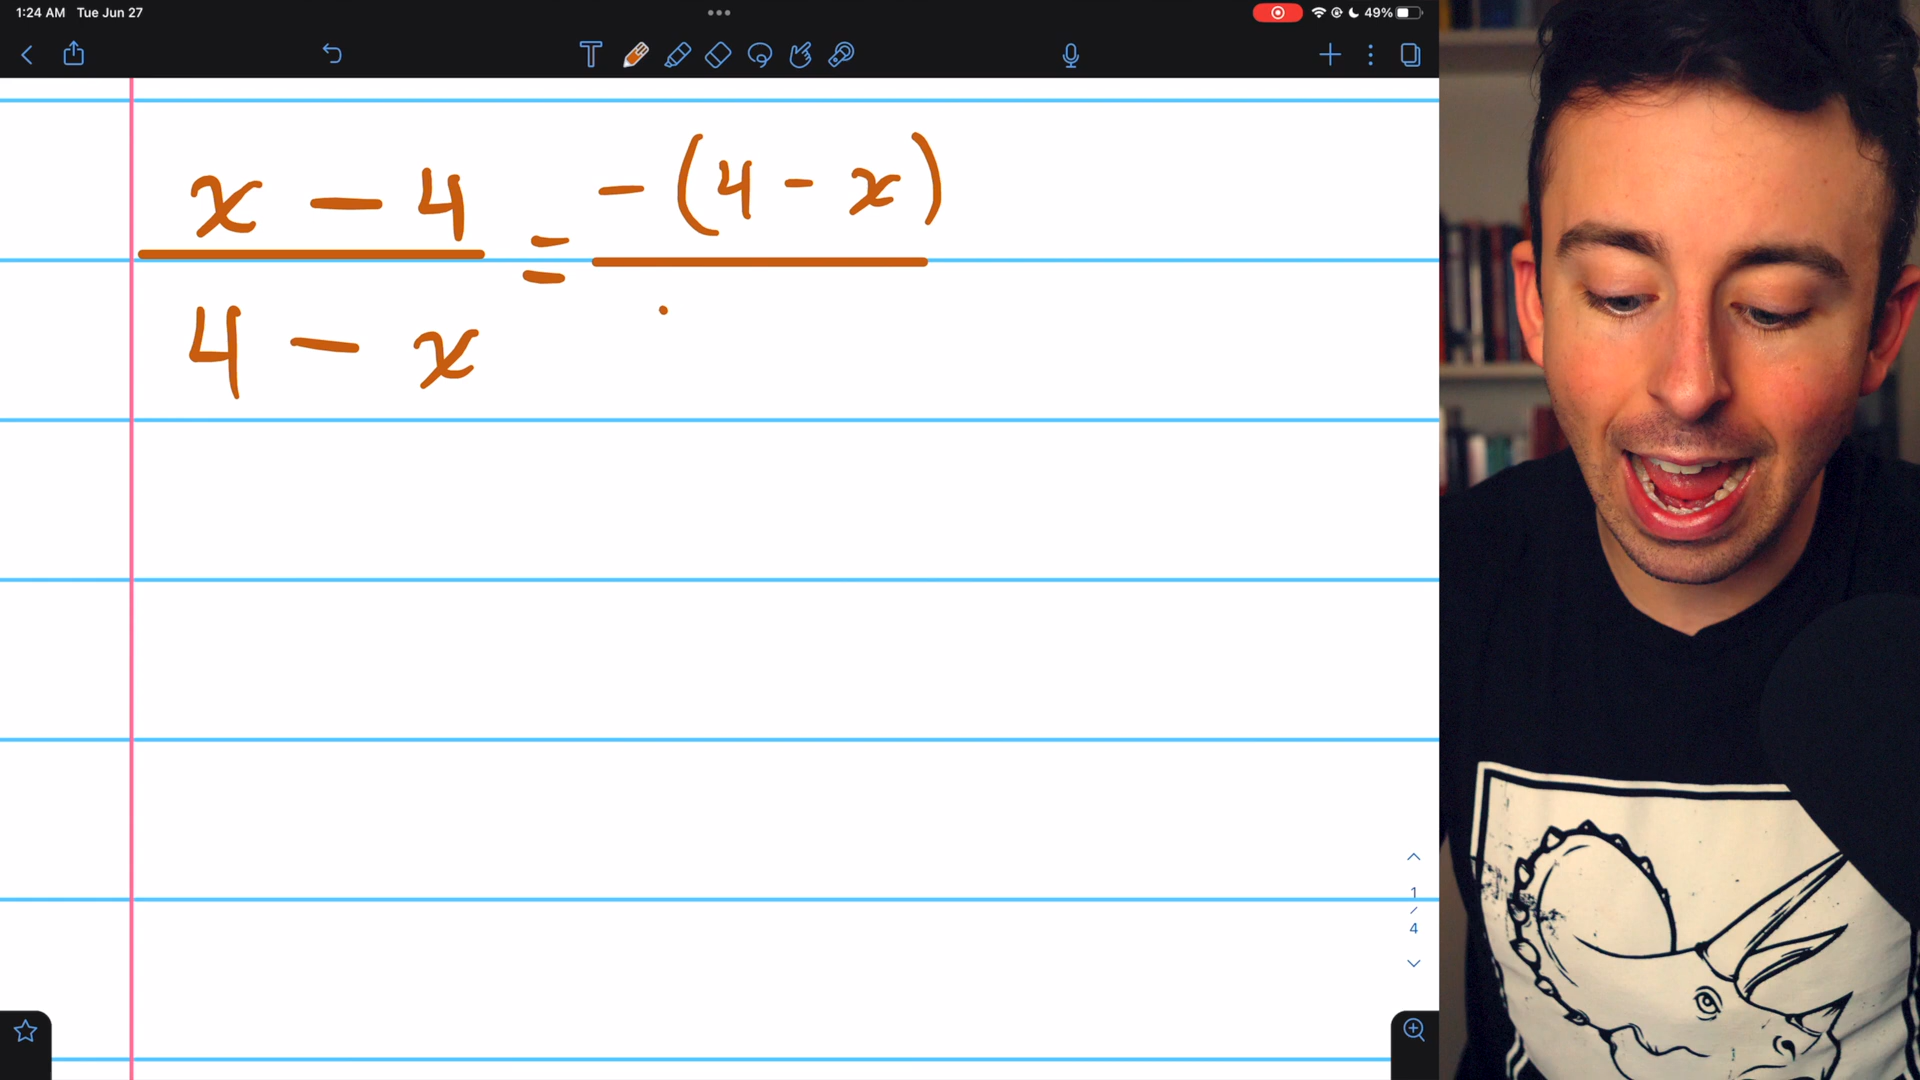 1:24 AM Tue Jun 27
49%
x - 4 = -(4 - x)
4 - x
1
/
4